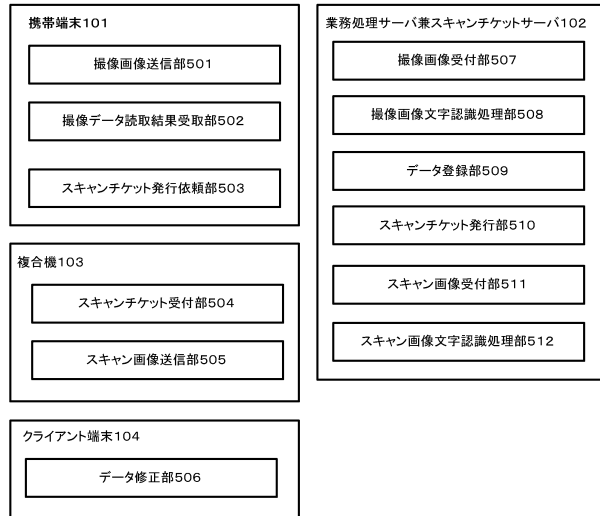 携帯端末101
撮像画像送信部501
撮像データ読取結果受取部502
スキャンチケット発行依頼部503
複合機103
スキャンチケット受付部504
スキャン画像送信部505
クライアント端末104
データ修正部506
業務処理サーバ兼スキャンチケットサーバ102
撮像画像受付部507
撮像画像文字認識処理部508
データ登録部509
スキャンチケット発行部510
スキャン画像受付部511
スキャン画像文字認識処理部512